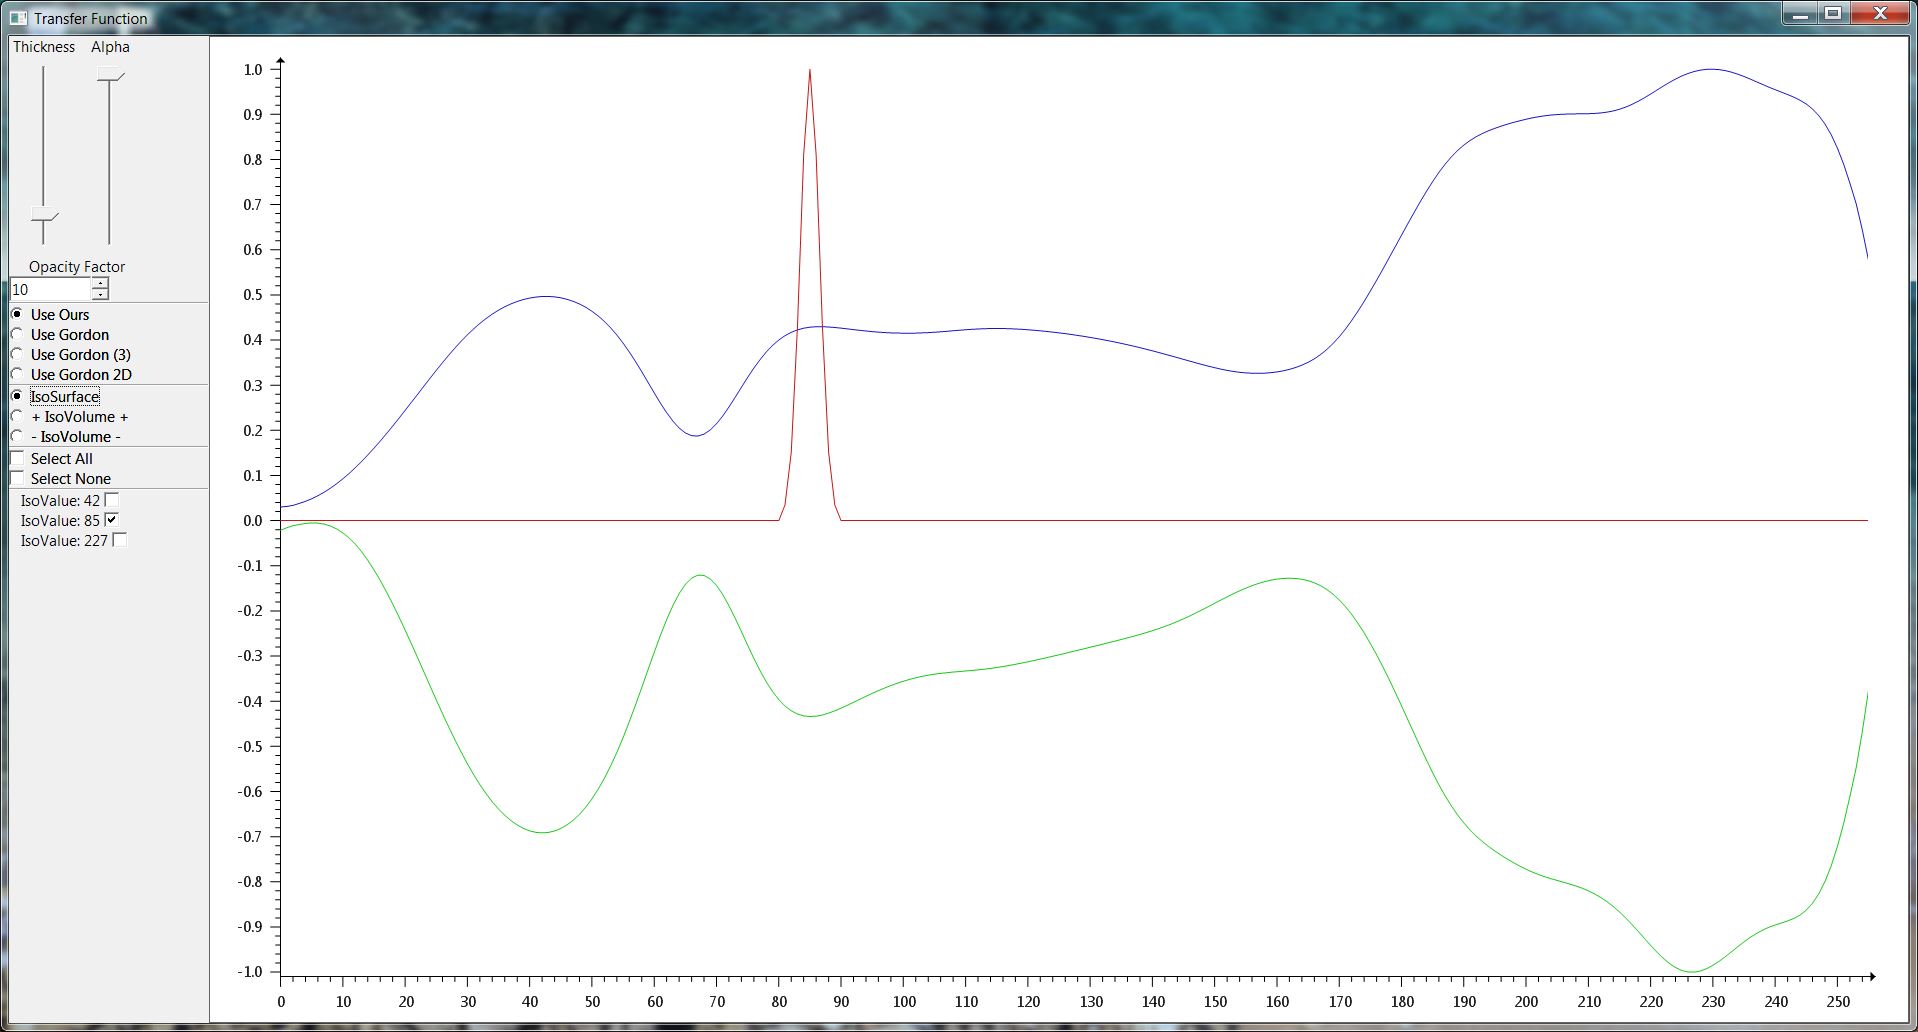 Transfer Function
Thickness Alpha
Opacity Factor
10
Use Ours
Use Gordon
Use Gordon (3)
Use Gordon 2D
IsoSurface
+ IsoVolume +
- IsoVolume -
Select All
Select None
IsoValue: 42
IsoValue: 85
IsoValue: 227
1.0
0.9
0.8
0.7
0.6
0.5
0.4
0.3
0.2
0.1
0.0
-0.1
-0.2
-0.3
-0.4
-0.5
-0.6
-0.7
-0.8
-0.9
-1.0
0 10 20 30 40 50 60 70 80 90 100 110 120 130 140 150 160 170 180 190 200 210 220 230 240 250